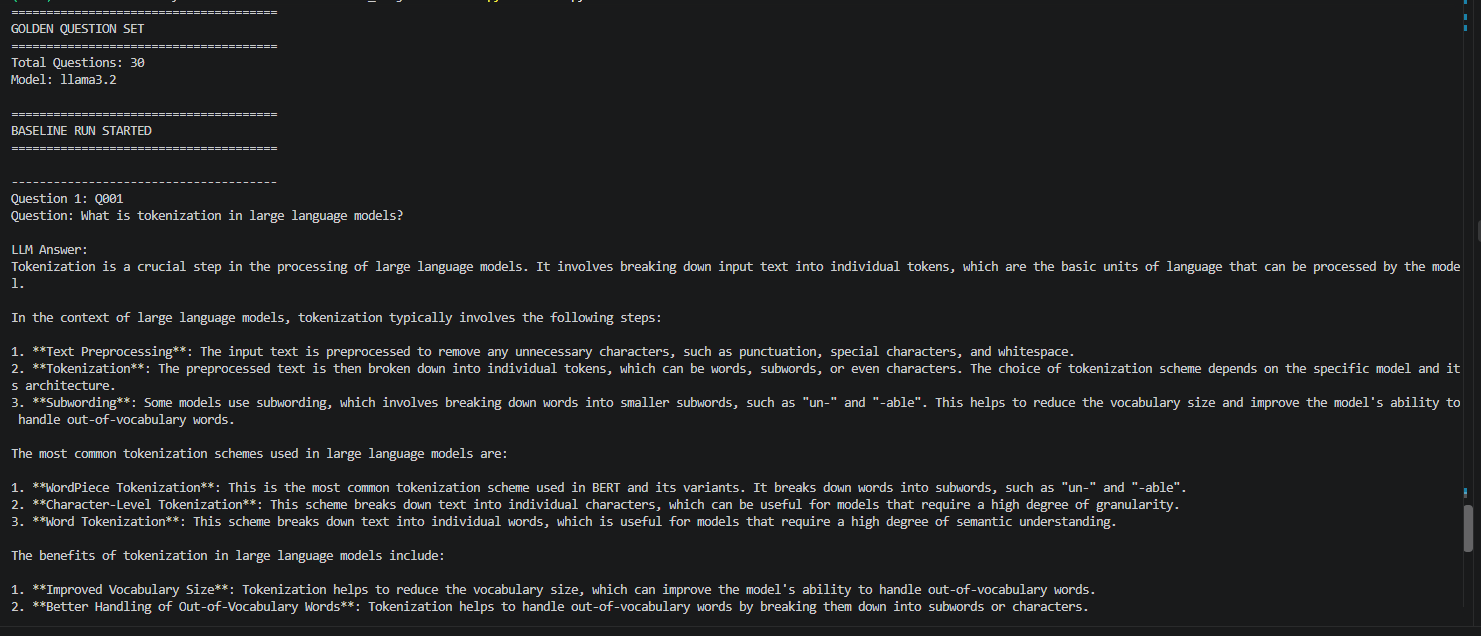 ======================================
GOLDEN QUESTION SET
======================================
Total Questions: 30
Model: llama3.2

======================================
BASELINE RUN STARTED
======================================

--------------------------------------
Question 1: Q001
Question: What is tokenization in large language models?

LLM Answer:
Tokenization is a crucial step in the processing of large language models. It involves breaking down input text into individual tokens, which are the basic units of language that can be processed by the mode
l.

In the context of large language models, tokenization typically involves the following steps:

1. **Text Preprocessing**: The input text is preprocessed to remove any unnecessary characters, such as punctuation, special characters, and whitespace.
2. **Tokenization**: The preprocessed text is then broken down into individual tokens, which can be words, subwords, or even characters. The choice of tokenization scheme depends on the specific model and it
s architecture.
3. **Subwording**: Some models use subwording, which involves breaking down words into smaller subwords, such as "un-" and "-able". This helps to reduce the vocabulary size and improve the model's ability to
 handle out-of-vocabulary words.

The most common tokenization schemes used in large language models are:

1. **WordPiece Tokenization**: This is the most common tokenization scheme used in BERT and its variants. It breaks down words into subwords, such as "un-" and "-able".
2. **Character-Level Tokenization**: This scheme breaks down text into individual characters, which can be useful for models that require a high degree of granularity.
3. **Word Tokenization**: This scheme breaks down text into individual words, which is useful for models that require a high degree of semantic understanding.

The benefits of tokenization in large language models include:

1. **Improved Vocabulary Size**: Tokenization helps to reduce the vocabulary size, which can improve the model's ability to handle out-of-vocabulary words.
2. **Better Handling of Out-of-Vocabulary Words**: Tokenization helps to handle out-of-vocabulary words by breaking them down into subwords or characters.